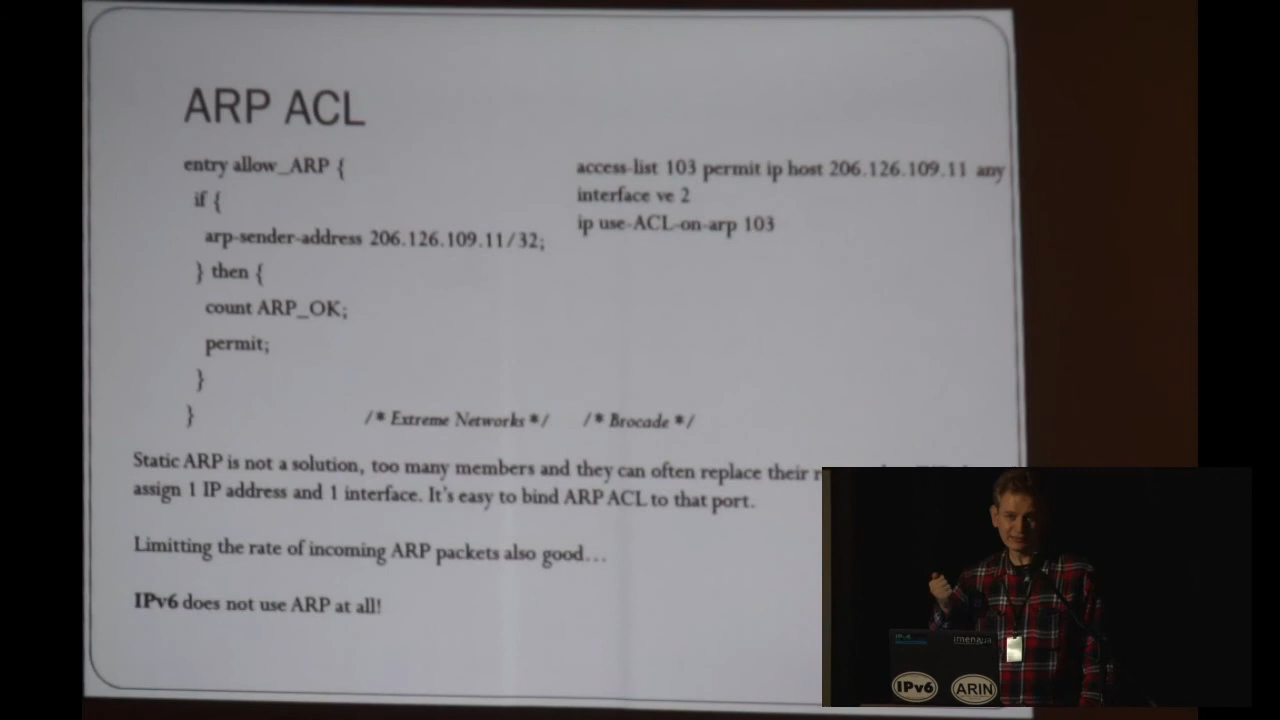 ARP ACL
entry allow_ARP {
if {
arp-sender-address 206.126.109.11/32;
} then {
count ARP_OK;
permit;
}
}
/* Extreme Networks */
access-list 103 permit ip host 206.126.109.11 any
interface ve 2
ip use-ACL-on-arp 103
/* Brocade */
Static ARP is not a solution, too many members and they can often replace their
assign 1 IP address and 1 interface. It's easy to bind ARP ACL to that port.
Limitting the rate of incoming ARP packets also good…
IPv6 does not use ARP at all!
IPv6
imenapia
IPv6
ARIN